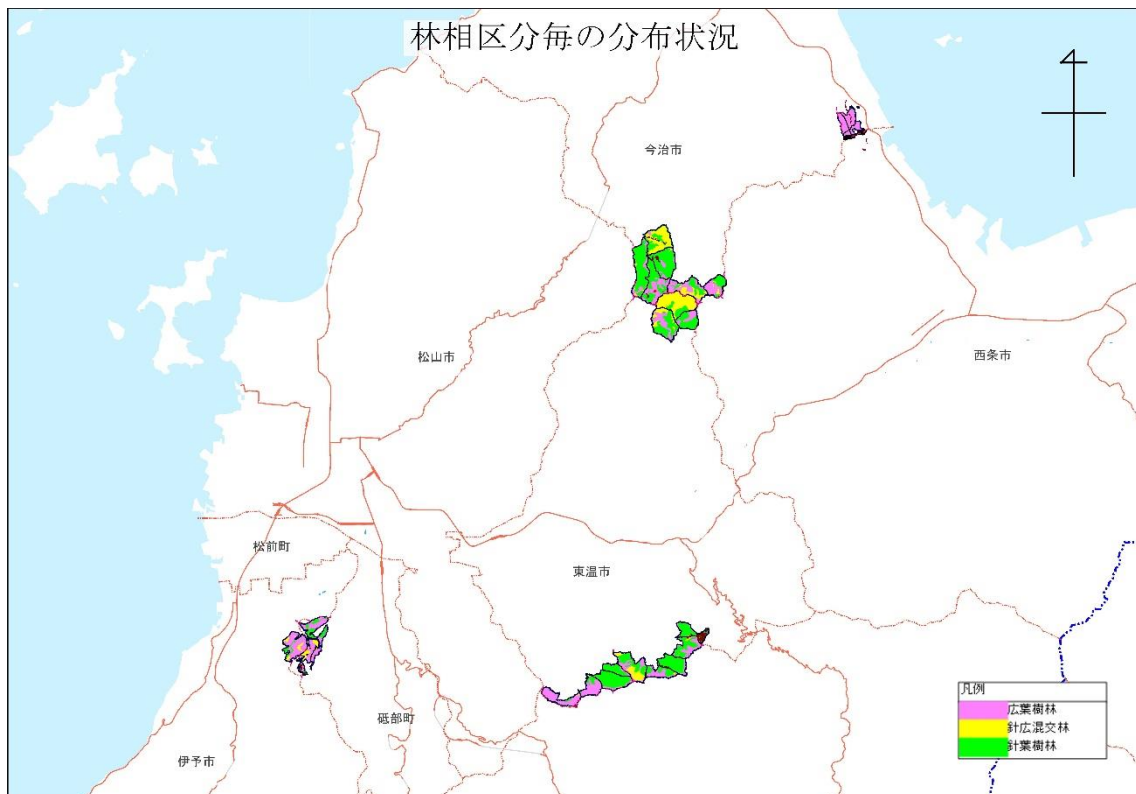 林相区分毎の分布状況
今治市
松山市
西条市
松前町
東温市
砥部町
伊予市
凡例
広葉樹林
針広混交林
針葉樹林